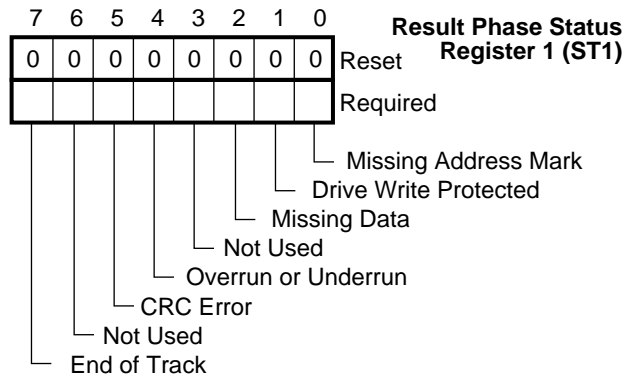 7 6 5 4 3 2 1 0
Result Phase Status
Register 1 (ST1)
0 0 0 0 0 0 0 0 Reset
Required
Missing Address Mark
Drive Write Protected
Missing Data
Not Used
Overrun or Underrun
CRC Error
Not Used
End of Track